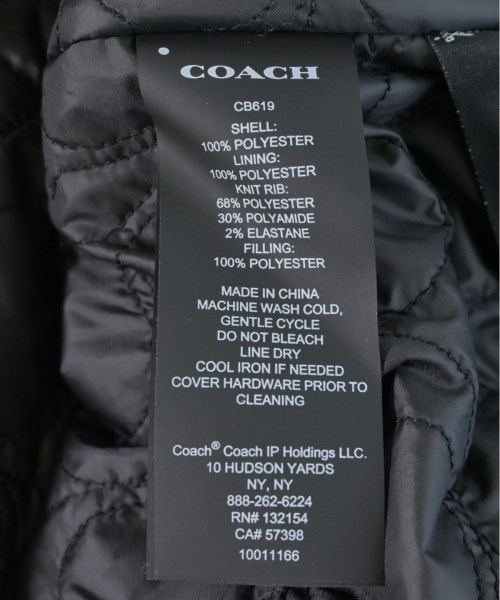 COACH
CB619
SHELL:
100% POLYESTER
LINING:
100% POLYESTER
KNIT RIB:
68% POLYESTER
30% POLYAMIDE
2% ELASTANE
FILLING:
100% POLYESTER
MADE IN CHINA
MACHINE WASH COLD,
GENTLE CYCLE
DO NOT BLEACH
LINE DRY
COOL IRON IF NEEDED
COVER HARDWARE PRIOR TO
CLEANING
Coach® Coach IP Holdings LLC.
10 HUDSON YARDS
NY, NY
888-262-6224
RN# 132154
CA# 57398
10011166